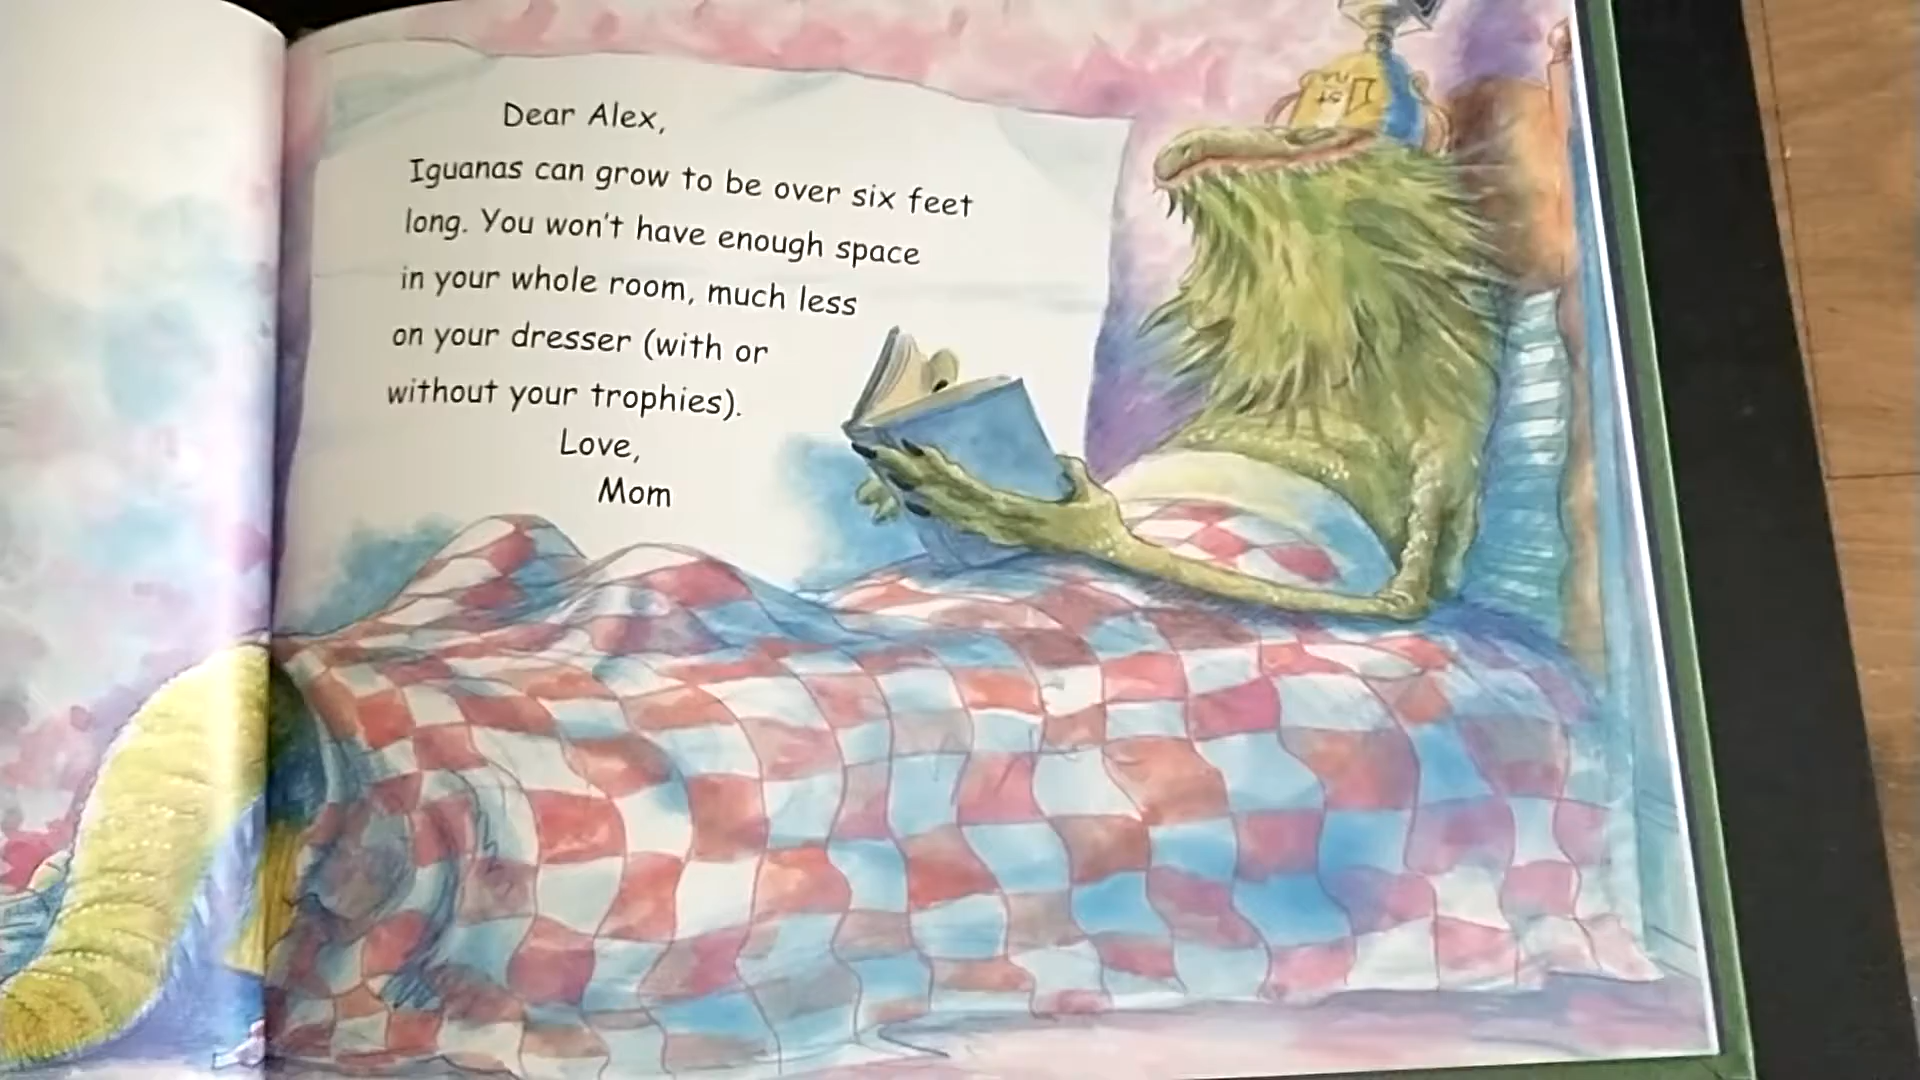 Dear Alex,
Iguanas can grow to be over six feet
long. You won't have enough space
in your whole room, much less
on your dresser (with or
without your trophies).
Love,
Mom